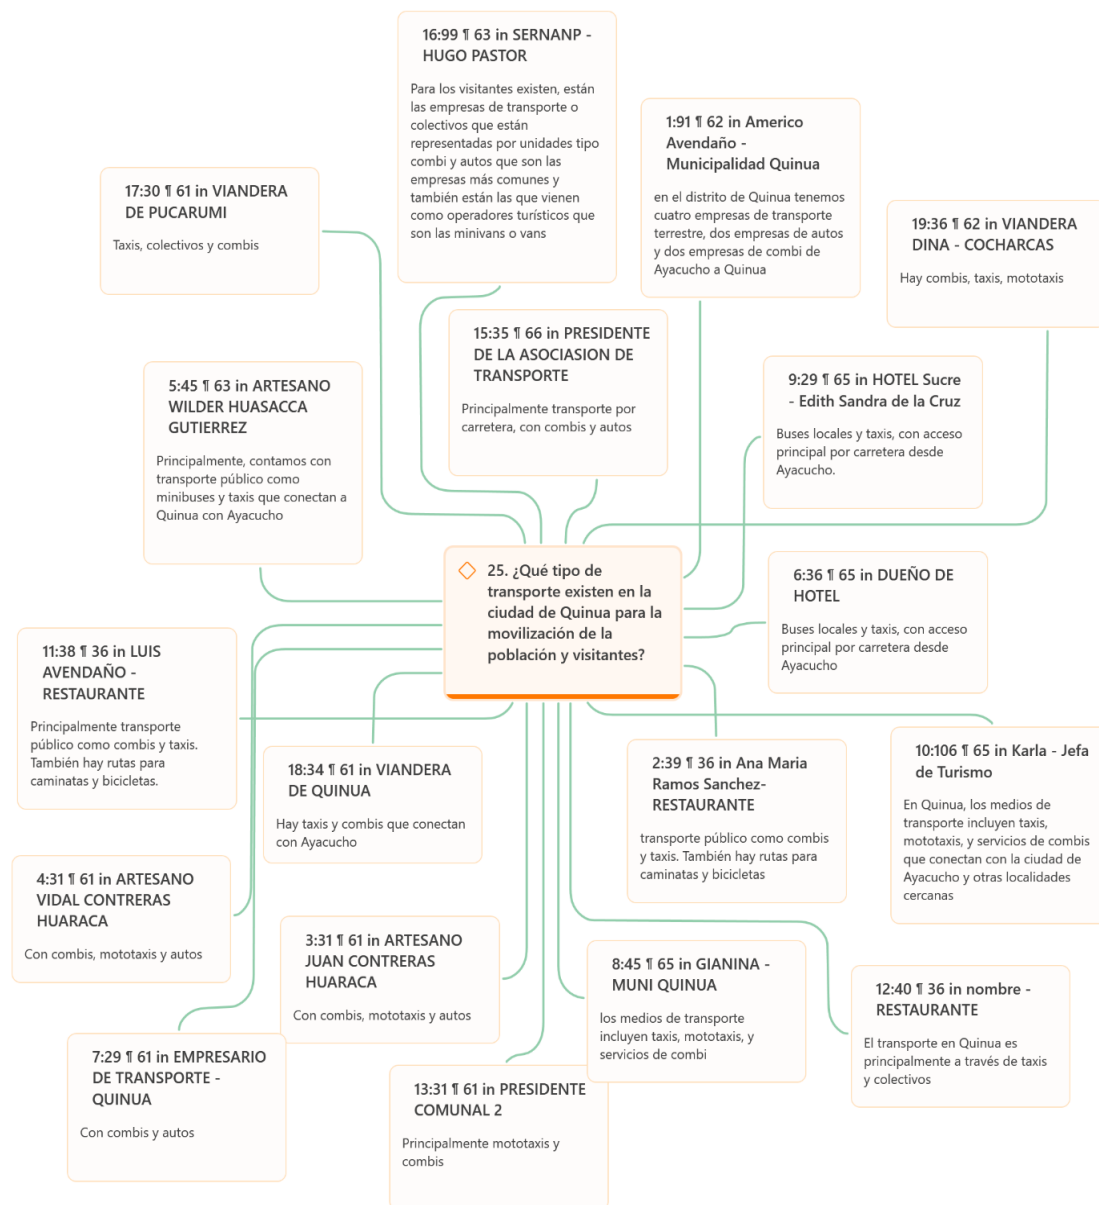 16:99 ¶ 63 in SERNANP -
HUGO PASTOR
Para los visitantes existen, están
las empresas de transporte o
colectivos que están
representadas por unidades tipo
combi y autos que son las
empresas más comunes y
también están las que vienen
como operadores turísticos que
son las minivans o vans
1:91 ¶ 62 in Americo
Avendaño -
Municipalidad Quinua
en el distrito de Quinua tenemos
cuatro empresas de transporte
terrestre, dos empresas de autos
y dos empresas de combi de
Ayacucho a Quinua
17:30 ¶ 61 in VIANDERA
DE PUCARUMI
Taxis, colectivos y combis
19:36 ¶ 62 in VIANDERA
DINA - COCHARCAS
Hay combis, taxis, mototaxis
15:35 ¶ 66 in PRESIDENTE
DE LA ASOCIASION DE
TRANSPORTE
Principalmente transporte por
carretera, con combis y autos
5:45 ¶ 63 in ARTESANO
WILDER HUASACCA
GUTIERREZ
Principalmente, contamos con
transporte público como
minibuses y taxis que conectan a
Quinua con Ayacucho
9:29 ¶ 65 in HOTEL Sucre
- Edith Sandra de la Cruz
Buses locales y taxis, con acceso
principal por carretera desde
Ayacucho.
25. ¿Qué tipo de
transporte existen en la
ciudad de Quinua para la
movilización de la
población y visitantes?
6:36 ¶ 65 in DUEÑO DE
HOTEL
Buses locales y taxis, con acceso
principal por carretera desde
Ayacucho
11:38 ¶ 36 in LUIS
AVENDAÑO -
RESTAURANTE
Principalmente transporte
público como combis y taxis.
También hay rutas para
caminatas y bicicletas.
18:34 ¶ 61 in VIANDERA
DE QUINUA
Hay taxis y combis que conectan
con Ayacucho
2:39 ¶ 36 in Ana Maria
Ramos Sanchez-
RESTAURANTE
transporte público como combis
y taxis. También hay rutas para
caminatas y bicicletas
10:106 ¶ 65 in Karla - Jefa
de Turismo
En Quinua, los medios de
transporte incluyen taxis,
mototaxis, y servicios de combis
que conectan con la ciudad de
Ayacucho y otras localidades
cercanas
4:31 ¶ 61 in ARTESANO
VIDAL CONTRERAS
HUARACA
Con combis, mototaxis y autos
3:31 ¶ 61 in ARTESANO
JUAN CONTRERAS
HUARACA
Con combis, mototaxis y autos
8:45 ¶ 65 in GIANINA -
MUNI QUINUA
los medios de transporte
incluyen taxis, mototaxis, y
servicios de combi
12:40 ¶ 36 in nombre -
RESTAURANTE
El transporte en Quinua es
principalmente a través de taxis
y colectivos
7:29 ¶ 61 in EMPRESARIO
DE TRANSPORTE -
QUINUA
Con combis y autos
13:31 ¶ 61 in PRESIDENTE
COMUNAL 2
Principalmente mototaxis y
combis